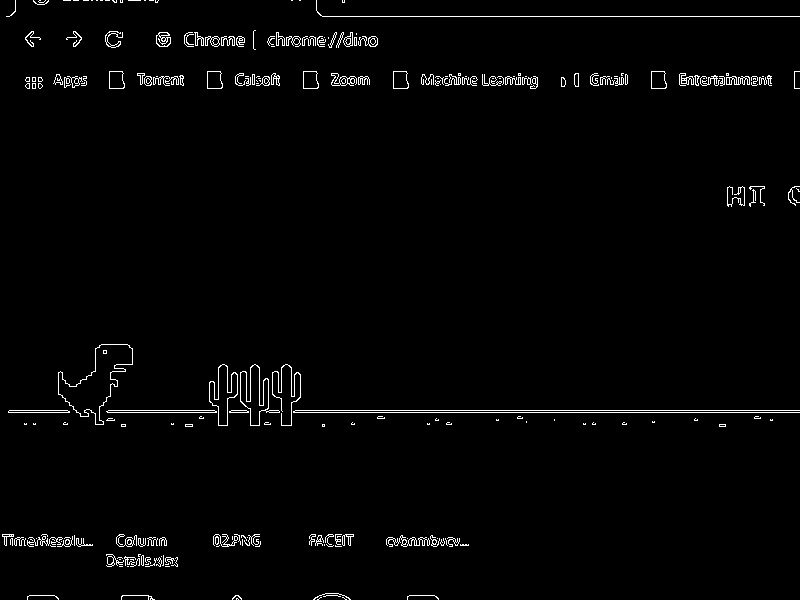 Chrome | chrome://dino
Apps Torrent Calsoft Zoom Machine Learning Gmail Entertainment
HI
TimerResolu... Column 02.PNG FACEIT cvbnmbvcv...
Details.xlsx